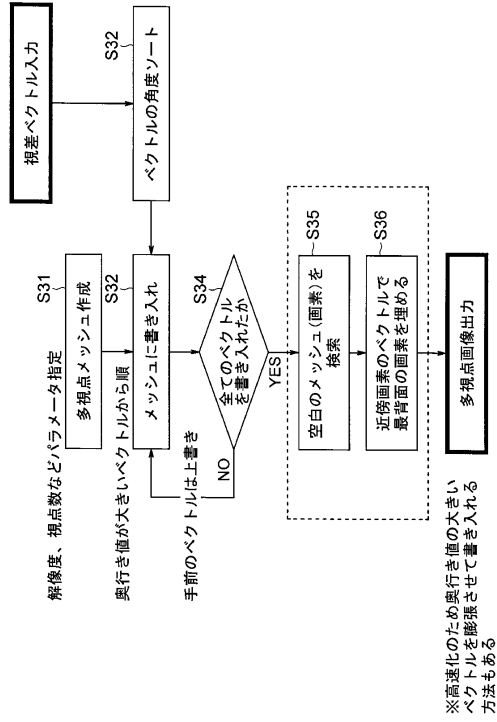 視差ベクトル入力
S32
ベクトルの角度ソート
解像度、視点数などパラメータ指定
S31
多視点メッシュ作成
奥行き値が大きいベクトルから順
S32
メッシュに書き入れ
手前のベクトルは上書き
S34
全てのベクトル
を書き入れたか
NO
YES
S35
空白のメッシュ(画素)を
検索
S36
近傍画素のベクトルで
最背面の画素を埋める
多視点画像出力
※高速化のため奥行き値の大きい
ベクトルを膨張させて書き入れる
方法もある